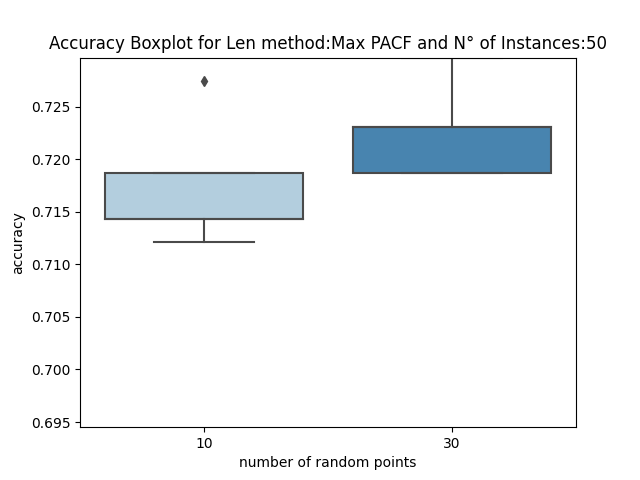 Accuracy Boxplot for Len method:Max PACF and N° of Instances:50
0.725
0.720
0.715
0.710
0.705
0.700
0.695
accuracy
10 30
number of random points